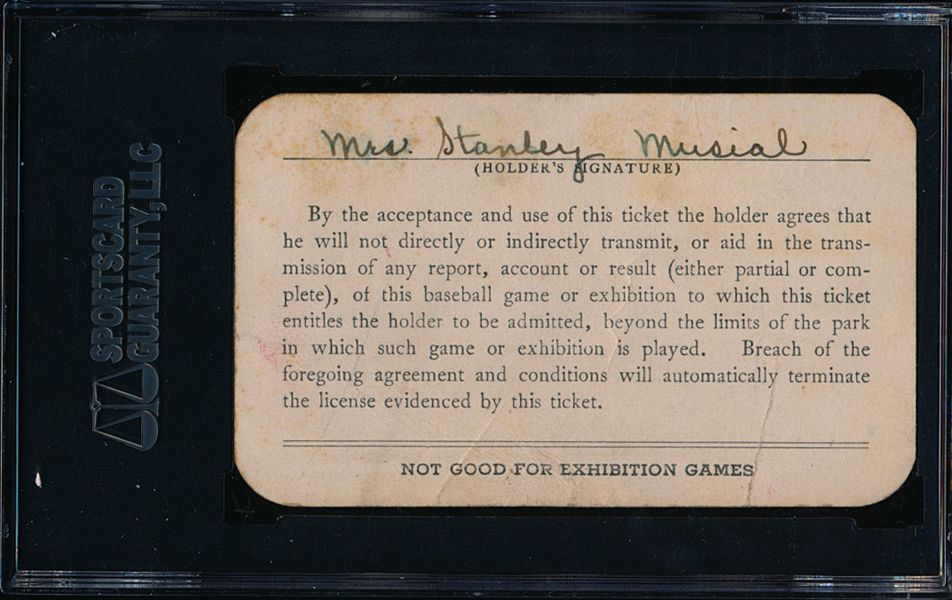 SPORTSCARD
GUARANTY, LLC
Mrs. Stanley Musial
(HOLDER'S SIGNATURE)
By the acceptance and use of this ticket the holder agrees that
he will not directly or indirectly transmit, or aid in the trans-
mission of any report, account or result (either partial or com-
plete), of this baseball game or exhibition to which this ticket
entitles the holder to be admitted, beyond the limits of the park
in which such game or exhibition is played. Breach of the
foregoing agreement and conditions will automatically terminate
the license evidenced by this ticket.
NOT GOOD FOR EXHIBITION GAMES